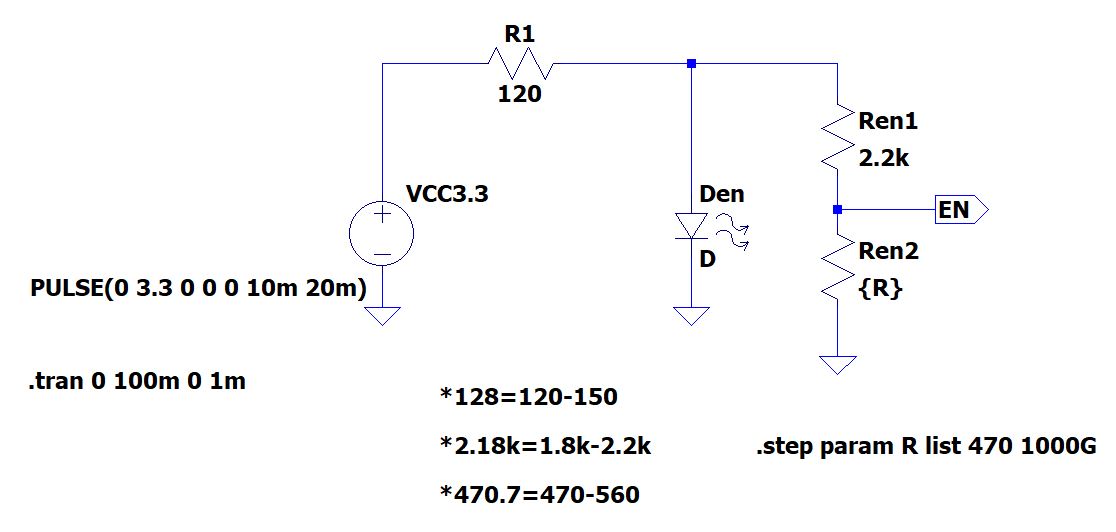 R1
120
Ren1
2.2k
VCC3.3
Den
EN
Ren2
D
{R}
PULSE(0 3.3 0 0 0 10m 20m)
.tran 0 100m 0 1m
*128=120-150
*2.18k=1.8k-2.2k
.step param R list 470 1000G
*470.7=470-560